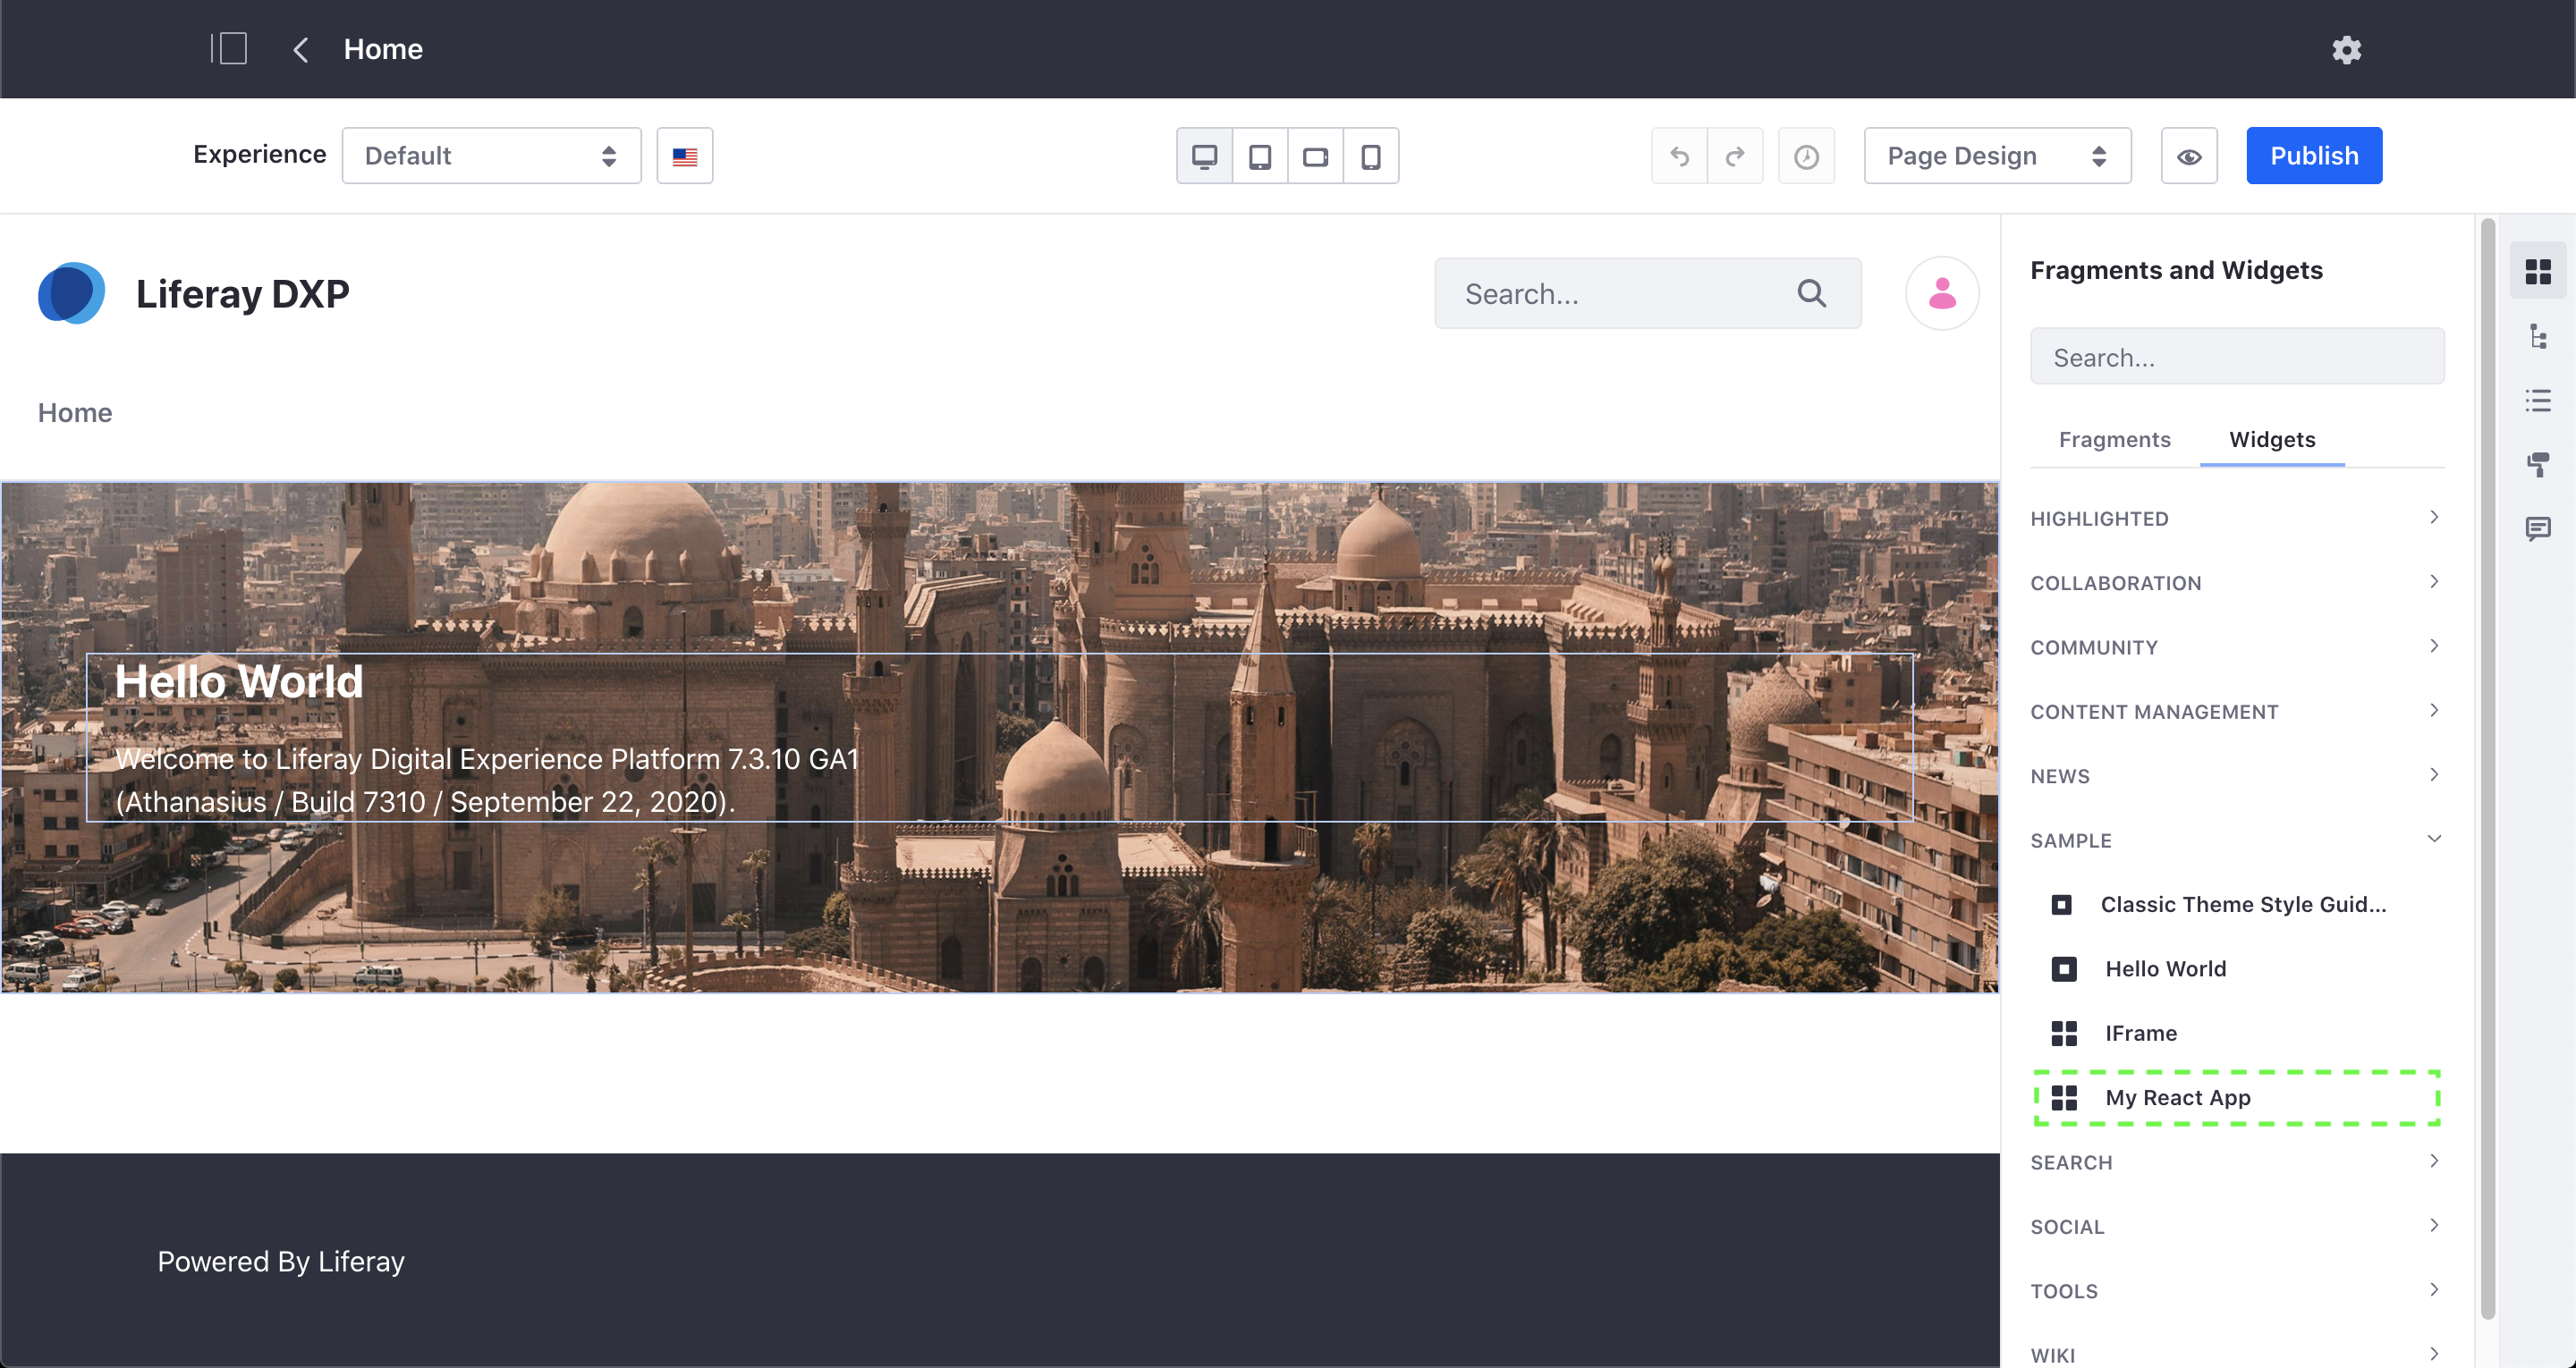 Home
Experience
Default
Page Design
Publish
Liferay DXP
Search...
Home
Hello World
Welcome to Liferay Digital Experience Platform 7.3.10 GA1
(Athanasius / Build 7310 / September 22, 2020).
Powered By Liferay
Fragments and Widgets
Search...
Fragments
Widgets
HIGHLIGHTED
COLLABORATION
COMMUNITY
CONTENT MANAGEMENT
NEWS
SAMPLE
Classic Theme Style Guid...
Hello World
IFrame
My React App
SEARCH
SOCIAL
TOOLS
WIKI